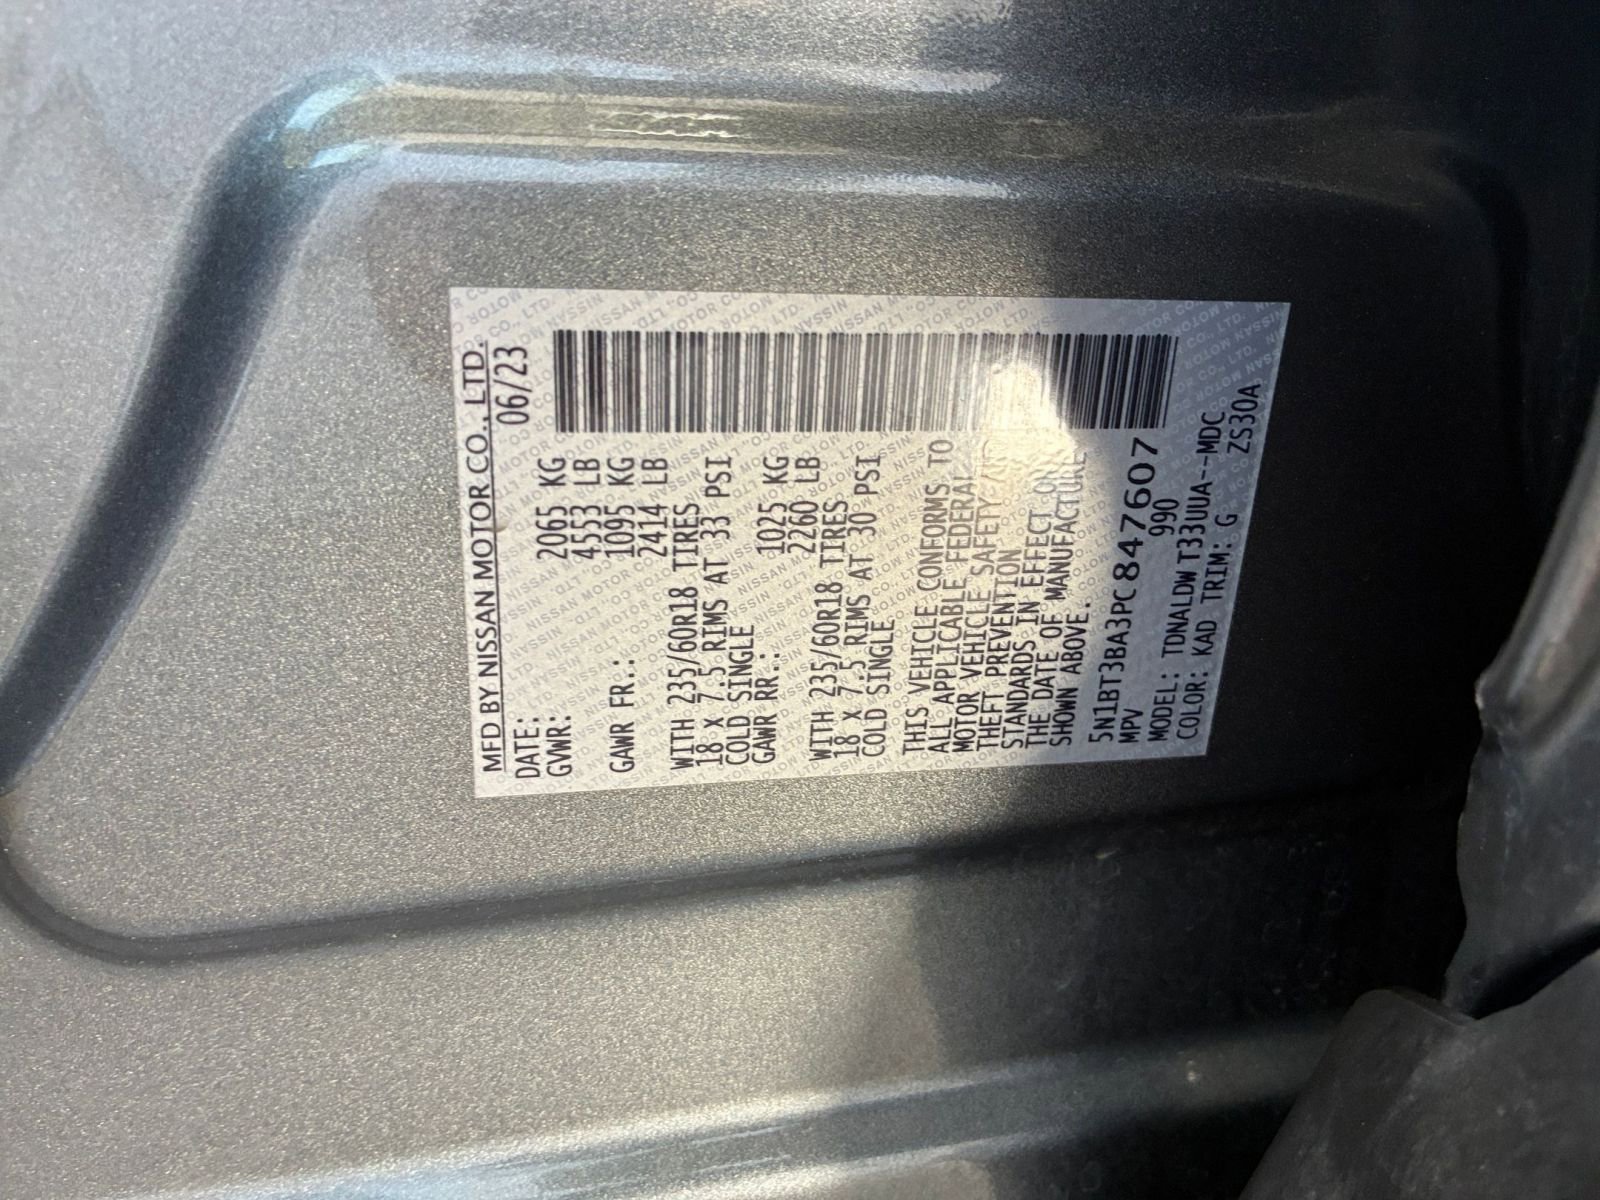 MFD BY NISSAN MOTOR CO., LTD.
DATE: 06/23
GVWR: 2065 KG
4553 LB
GAWR FR.: 1095 KG
2414 LB
WITH 235/60R18 TIRES
18 X 7.5 RIMS AT 33 PSI
COLD SINGLE
GAWR RR.: 1025 KG
2260 LB
WITH 235/60R18 TIRES
18 X 7.5 RIMS AT 30 PSI
COLD SINGLE
THIS VEHICLE CONFORMS TO
ALL APPLICABLE FEDERAL
MOTOR VEHICLE SAFETY
THEFT PREVENTION
STANDARDS IN EFFECT ON
THE DATE OF MANUFACTURE
SHOWN ABOVE.
5N1BT3BA3PC847607
MPV 990
MODEL: TDNALDWT33UUA--MDC
COLOR: KAD TRIM: G ZS30A